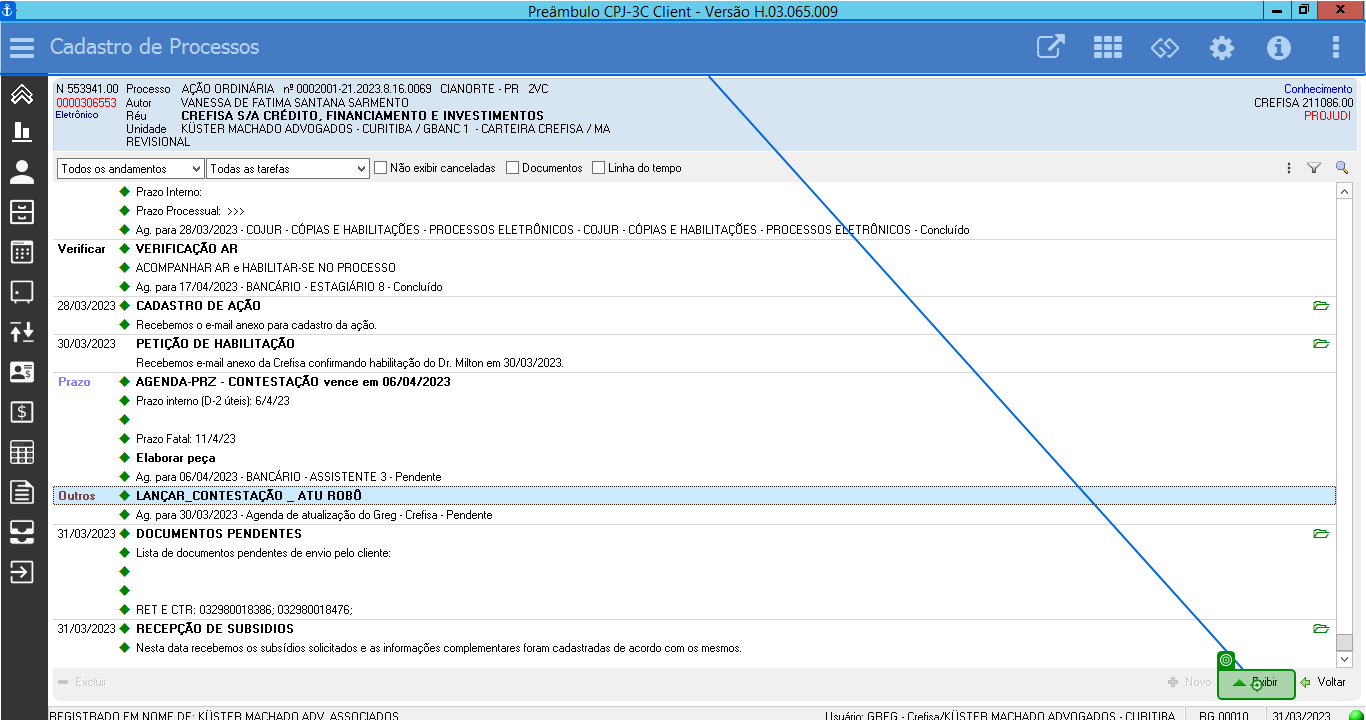 Preâmbulo CPJ-3C Client - Versão H.03.065.009
Cadastro de Processos
N 553941.00 Processo AÇÃO ORDINÁRIA nº 0002001-21.2023.8.16.0069 CIANORTE - PR 2VC Conhecimento
0000306553 Autor VANESSA DE FATIMA SANTANA SARMENTO CREFISA 211086.00
Eletrônico Réu CREFISA S/A CRÉDITO, FINANCIAMENTO E INVESTIMENTOS PROJUDI
Unidade KÜSTER MACHADO ADVOGADOS - CURITIBA / GBANC 1 - CARTEIRA CREFISA / MA
REVISIONAL
Todos os andamentos Todas as tarefas Não exibir canceladas Documentos Linha do tempo
Prazo Interno:
Prazo Processual: >>>
Ag. para 28/03/2023 - COJUR - CÓPIAS E HABILITAÇÕES - PROCESSOS ELETRÔNICOS - COJUR - CÓPIAS E HABILITAÇÕES - PROCESSOS ELETRÔNICOS - Concluído
Verificar VERIFICAÇÃO AR
ACOMPANHAR AR e HABILITAR-SE NO PROCESSO
Ag. para 17/04/2023 - BANCÁRIO - ESTAGIÁRIO 8 - Concluído
28/03/2023 CADASTRO DE AÇÃO
Recebemos o e-mail anexo para cadastro da ação.
30/03/2023 PETIÇÃO DE HABILITAÇÃO
Recebemos e-mail anexo da Crefisa confirmando habilitação do Dr. Milton em 30/03/2023.
Prazo AGENDA-PRZ - CONTESTAÇÃO vence em 06/04/2023
Prazo interno (D-2 úteis): 6/4/23
Prazo Fatal: 11/4/23
Elaborar peça
Ag. para 06/04/2023 - BANCÁRIO - ASSISTENTE 3 - Pendente
Outros LANÇAR_CONTESTAÇÃO _ ATU ROBÔ
Ag. para 30/03/2023 - Agenda de atualização do Greg - Crefisa - Pendente
31/03/2023 DOCUMENTOS PENDENTES
Lista de documentos pendentes de envio pelo cliente:
RET E CTR: 032980018386; 032980018476;
31/03/2023 RECEPÇÃO DE SUBSIDIOS
Nesta data recebemos os subsídios solicitados e as informações complementares foram cadastradas de acordo com os mesmos.
Excluir Novo Exibir Voltar
REGISTRADO EM NOME DE: KÜSTER MACHADO ADV. ASSOCIADOS Usuário: GREG - Crefisa/KÜSTER MACHADO ADVOGADOS - CURITIBA BG 00010 31/03/2023